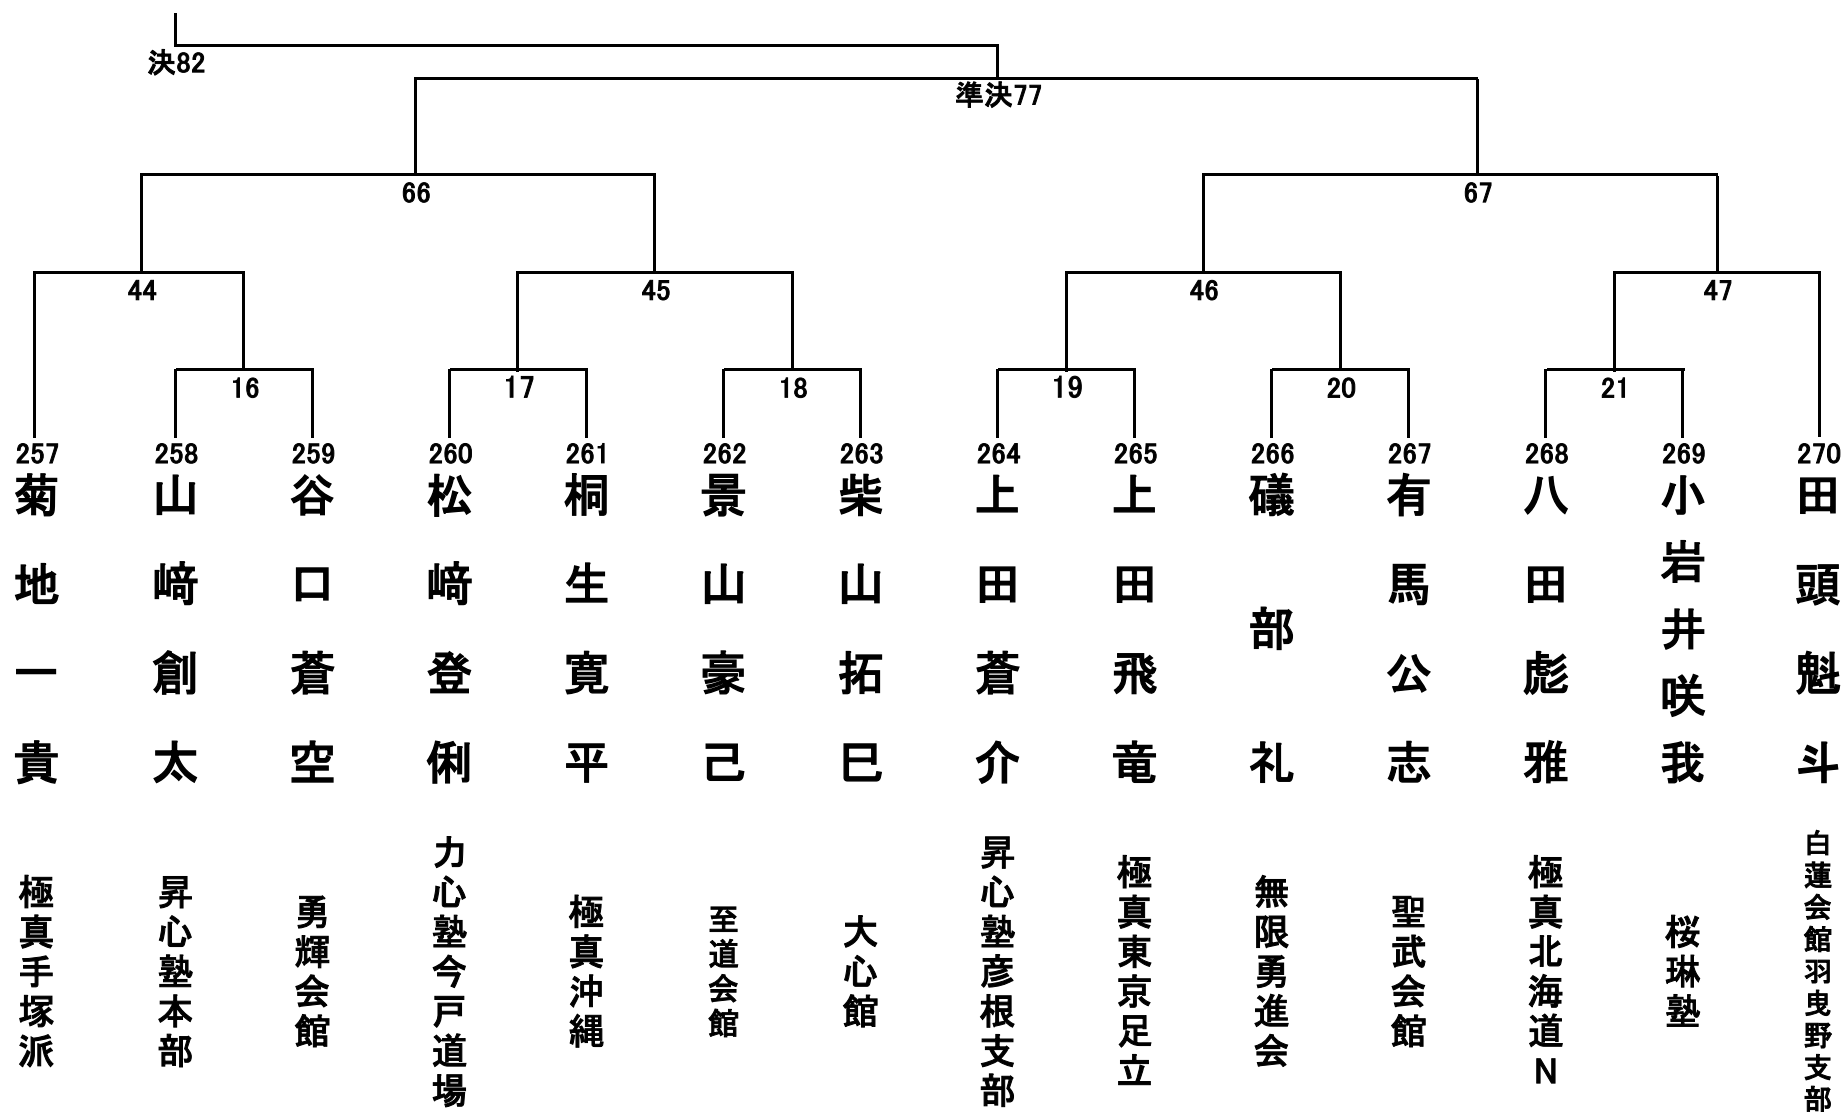 決82
準決77
66
67
44
45
46
47
16
17
18
19
20
21
257
258
259
260
261
262
263
264
265
266
267
268
269
270
菊地一貴
山﨑創太
谷口蒼空
松﨑登俐
桐生寛平
景山豪己
柴山拓巳
上田蒼介
上田飛竜
礒部礼
有馬公志
八田彪雅
小岩井咲我
田頭魁斗
極真手塚派
昇心塾本部
勇輝会館
力心塾今戸道場
極真沖縄
至道会館
大心館
昇心塾彦根支部
極真東京足立
無限勇進会
聖武会館
極真北海道N
桜琳塾
白蓮会館羽曳野支部